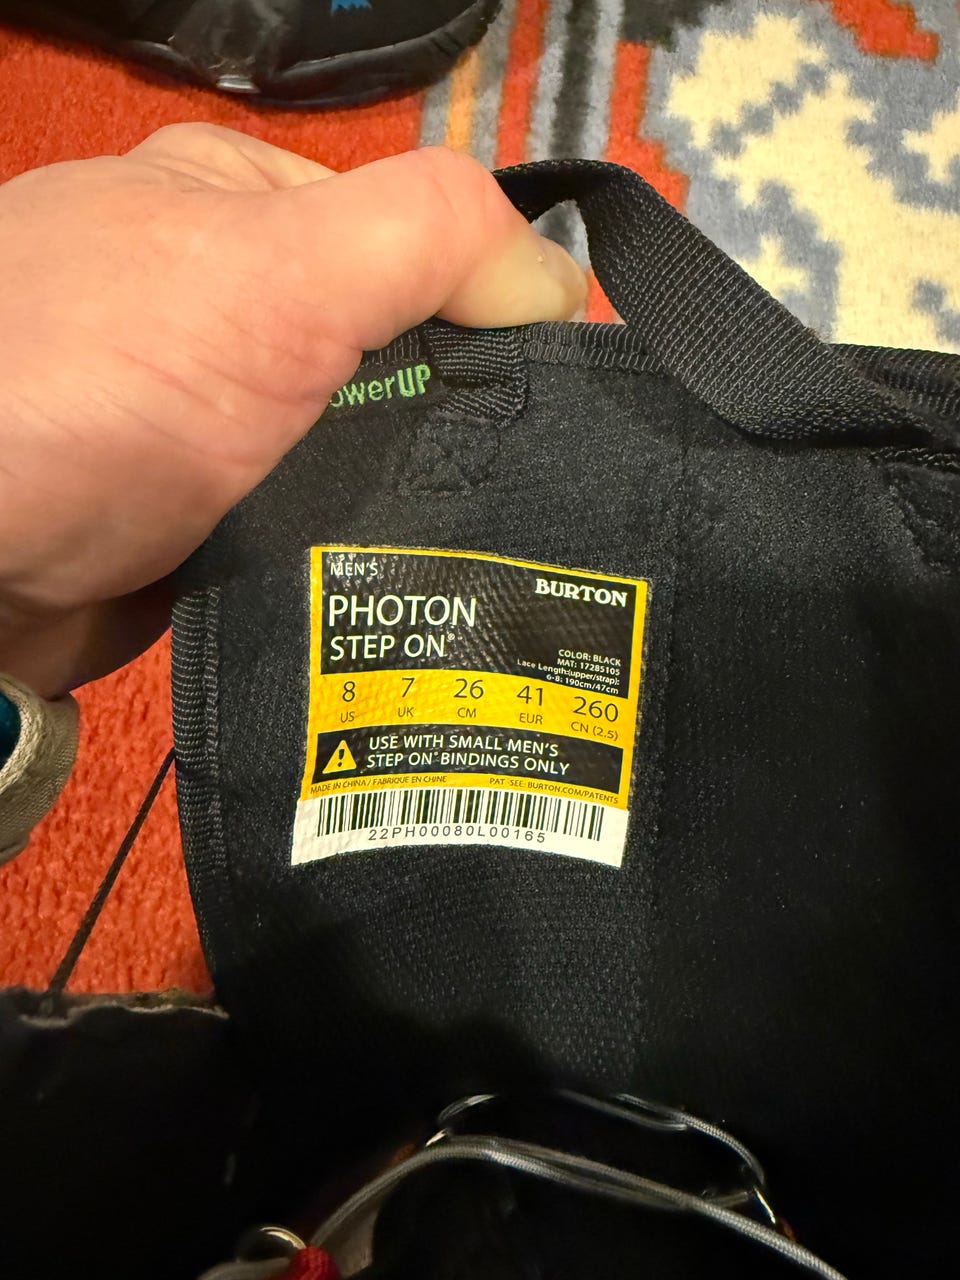 owerUP
MEN'S
BURTON
PHOTON
STEP ON®
COLOR: BLACK
MAT: 17285105
Lace Length:(upper/strap):
6-8: 190cm/47cm
8 7 26 41 260
US UK CM EUR CN (2.5)
USE WITH SMALL MEN'S
STEP ON® BINDINGS ONLY
MADE IN CHINA / FABRIQUE EN CHINE PAT SEE: BURTON.COM/PATENTS
22PH00080L00165